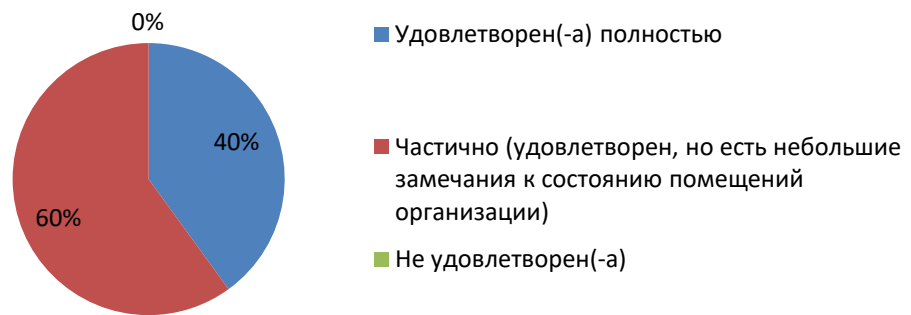 0%
40%
60%
Удовлетворен(-а) полностью
Частично (удовлетворен, но есть небольшие
замечания к состоянию помещений
организации)
Не удовлетворен(-а)